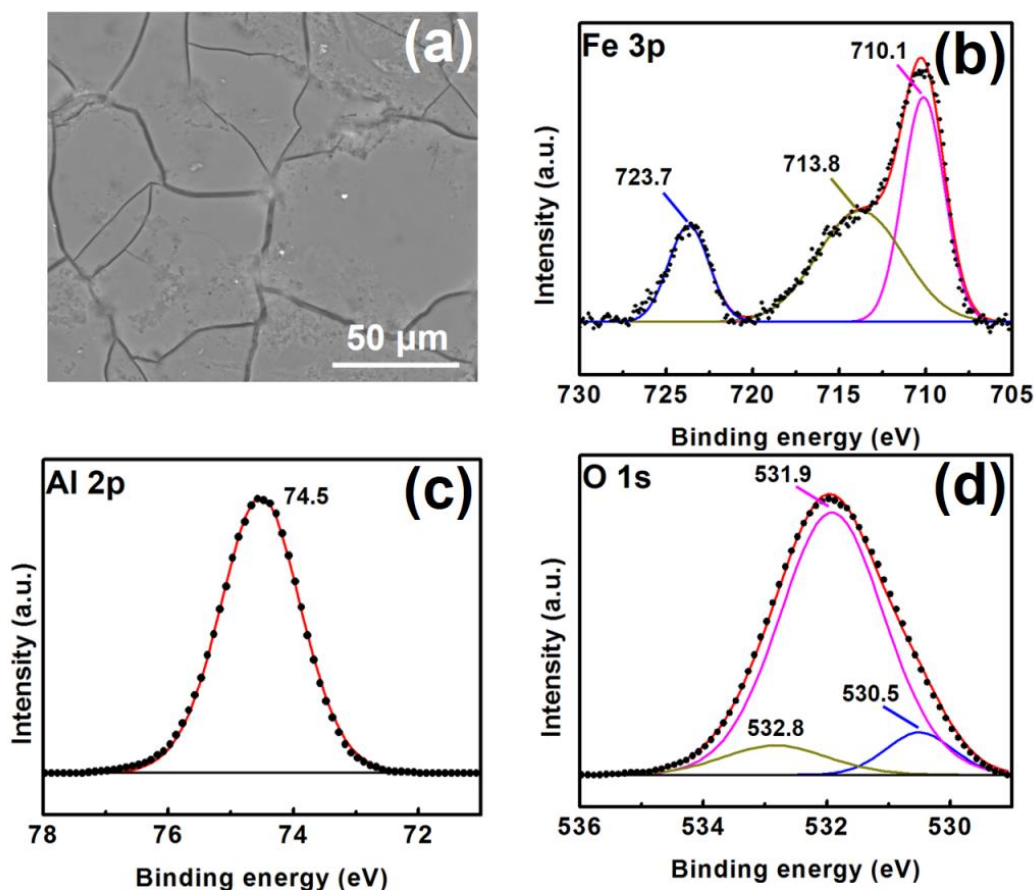 (a)
50 µm
Fe 3p
(b)
710.1
713.8
723.7
Intensity (a.u.)
730 725 720 715 710 705
Binding energy (eV)
Al 2p
(c)
74.5
Intensity (a.u.)
78 76 74 72
Binding energy (eV)
O 1s
(d)
531.9
530.5
532.8
Intensity (a.u.)
536 534 532 530
Binding energy (eV)